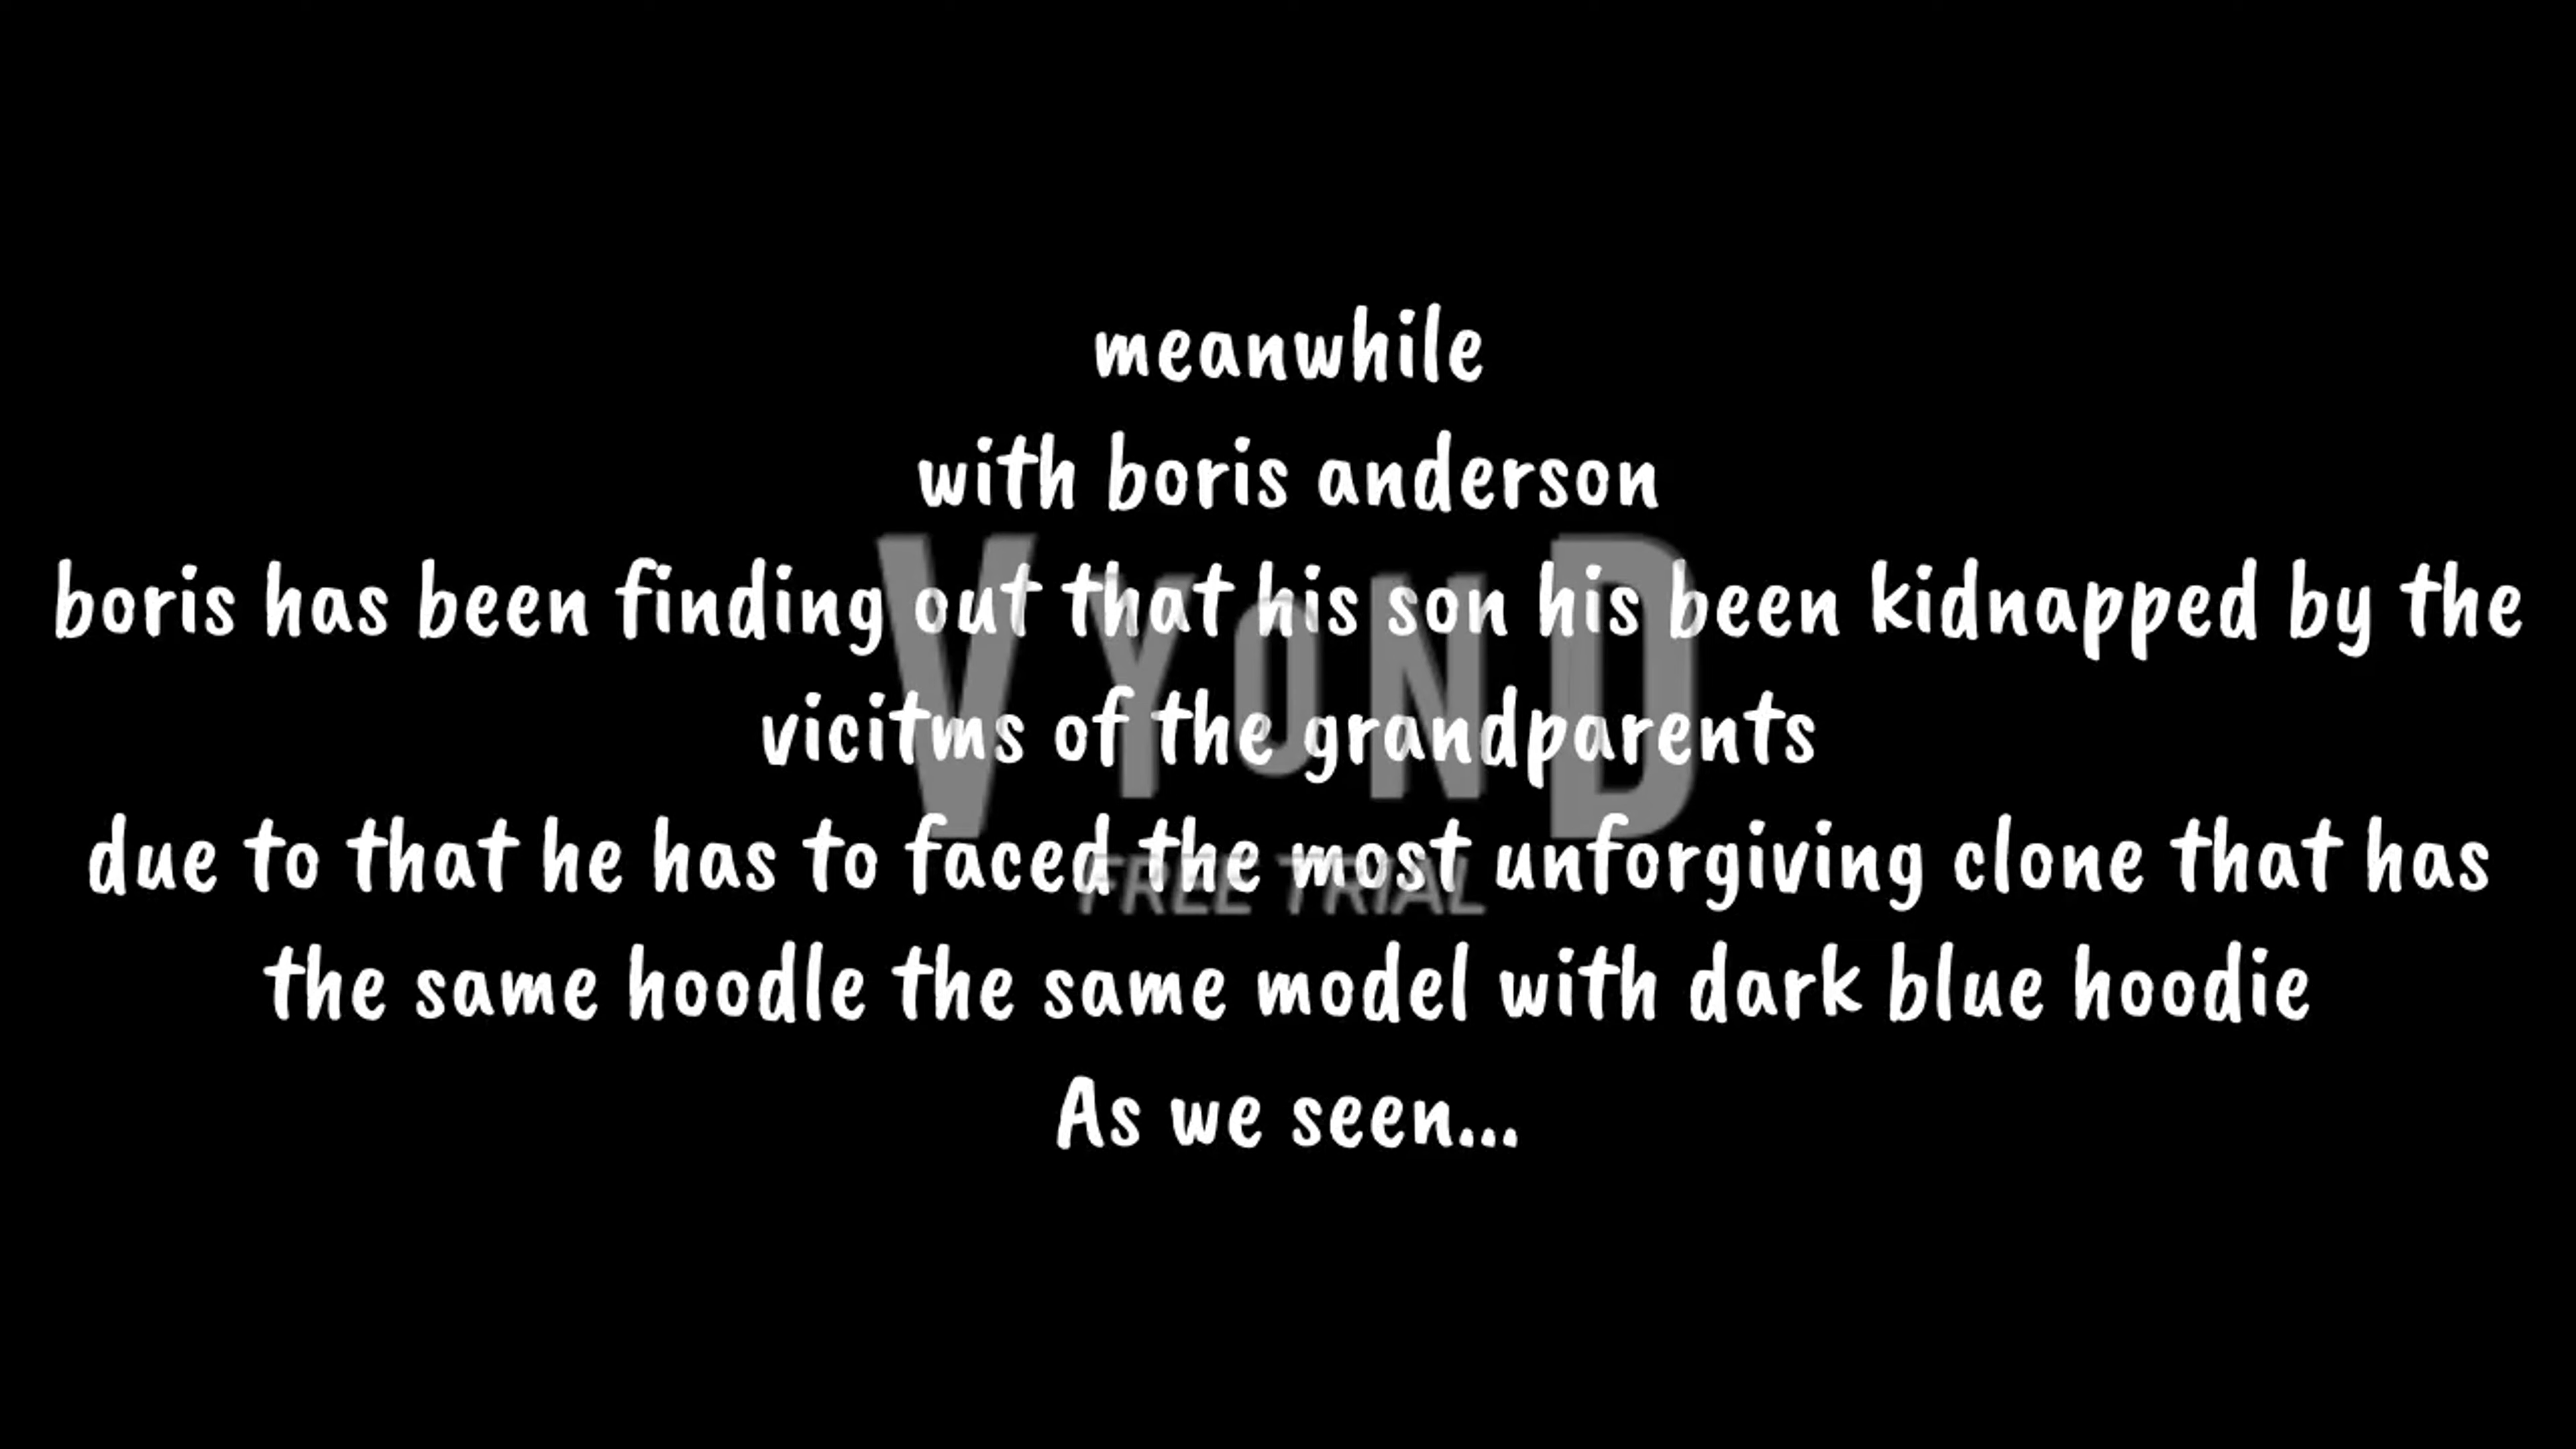 meanwhile
with boris anderson
boris has been finding out that his son his been kidnapped by the
vicitms of the grandparents
due to that he has to faced the most unforgiving clone that has
the same hoodle the same model with dark blue hoodie
As we seen...
VYOND
FREE TRIAL